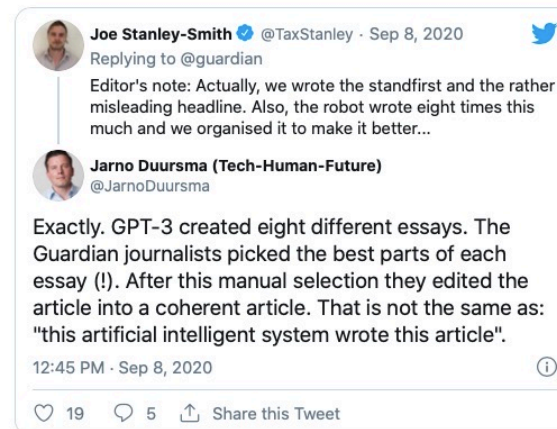 Joe Stanley-Smith @TaxStanley · Sep 8, 2020
Replying to @guardian
Editor's note: Actually, we wrote the standfirst and the rather
misleading headline. Also, the robot wrote eight times this
much and we organised it to make it better...
Jarno Duursma (Tech-Human-Future)
@JarnoDuursma
Exactly. GPT-3 created eight different essays. The
Guardian journalists picked the best parts of each
essay (!). After this manual selection they edited the
article into a coherent article. That is not the same as:
"this artificial intelligent system wrote this article".
12:45 PM · Sep 8, 2020
19 5 Share this Tweet